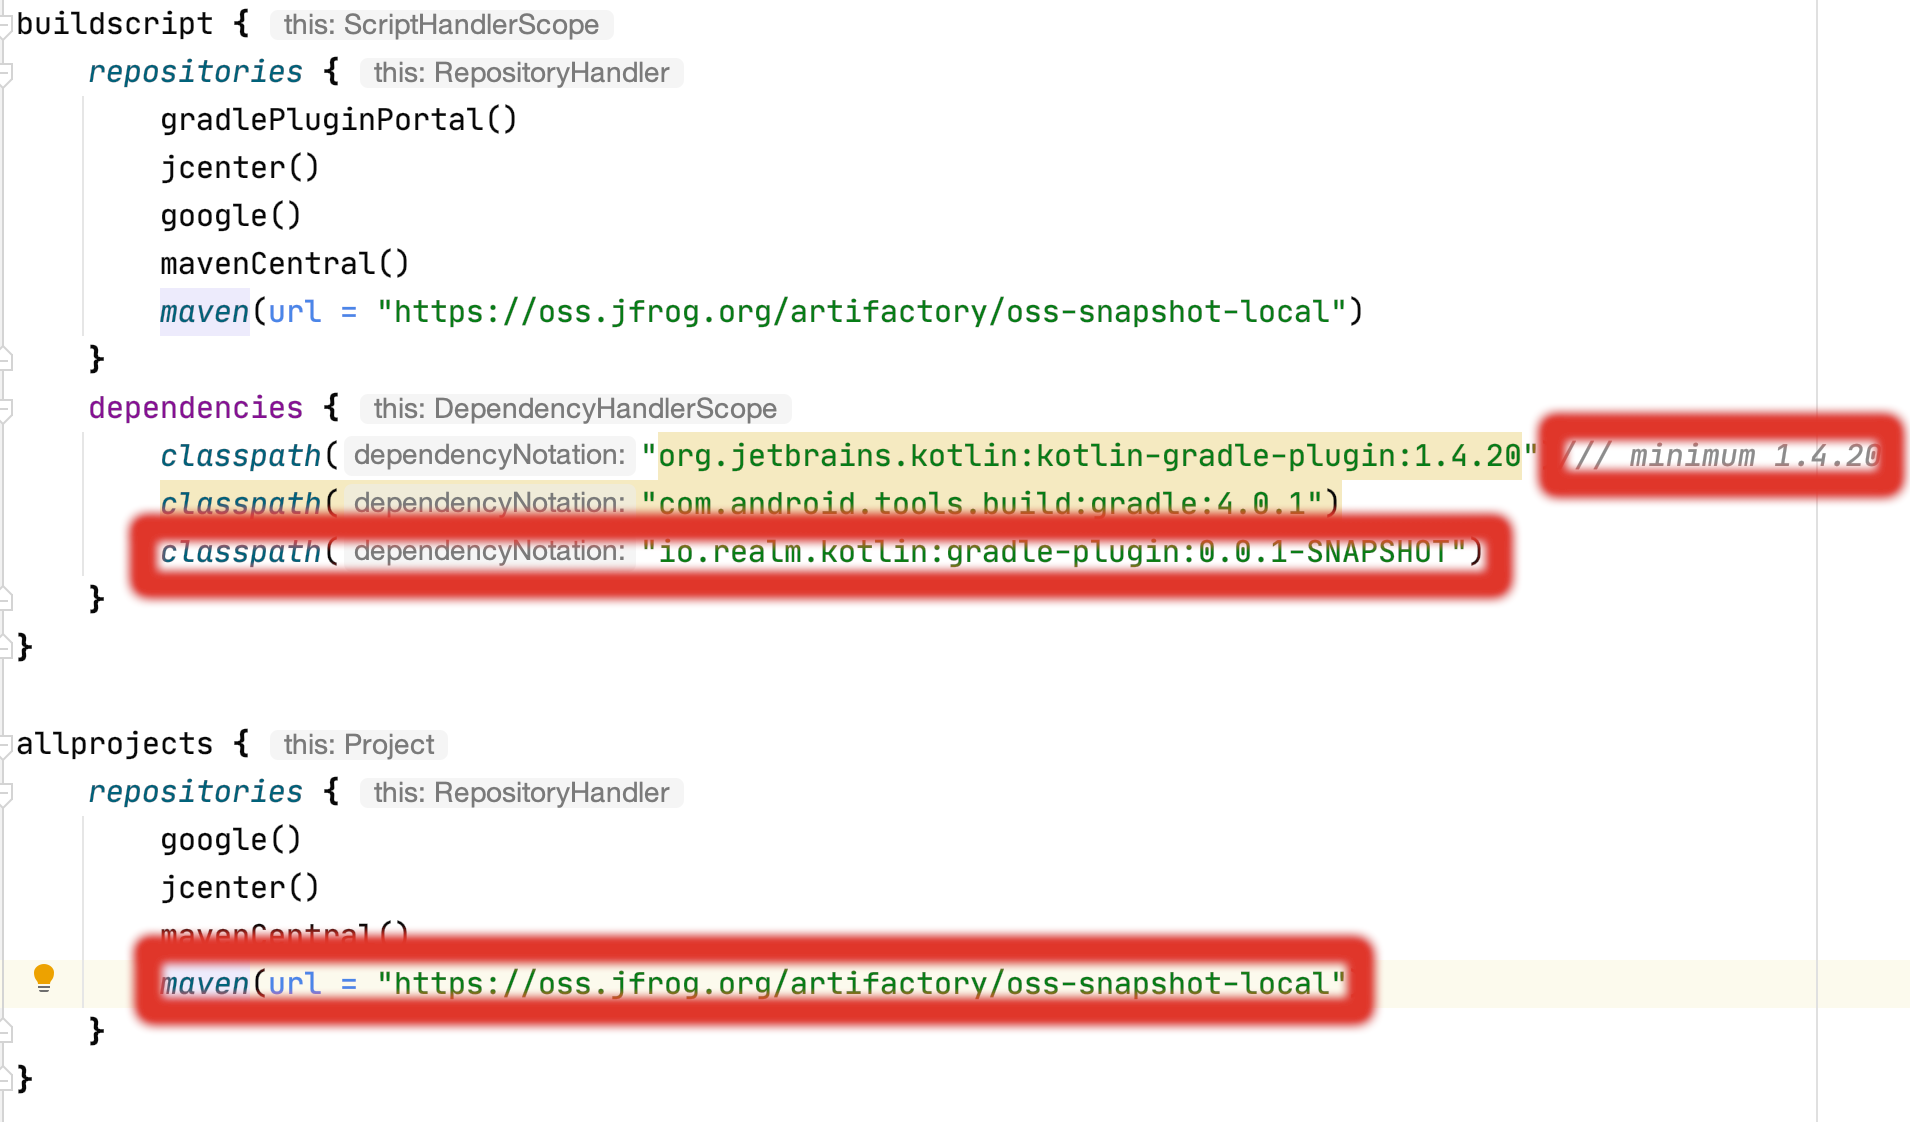 buildscript { this: ScriptHandlerScope
repositories { this: RepositoryHandler
gradlePluginPortal()
jcenter()
google()
mavenCentral()
maven(url = "https://oss.jfrog.org/artifactory/oss-snapshot-local")
}
dependencies { this: DependencyHandlerScope
classpath( dependencyNotation: "org.jetbrains.kotlin:kotlin-gradle-plugin:1.4.20" /// minimum 1.4.20
classpath( dependencyNotation: "com.android.tools.build:gradle:4.0.1")
classpath( dependencyNotation: "io.realm.kotlin:gradle-plugin:0.0.1-SNAPSHOT")
}
}
allprojects { this: Project
repositories { this: RepositoryHandler
google()
jcenter()
mavenCentral()
maven(url = "https://oss.jfrog.org/artifactory/oss-snapshot-local"
}
}